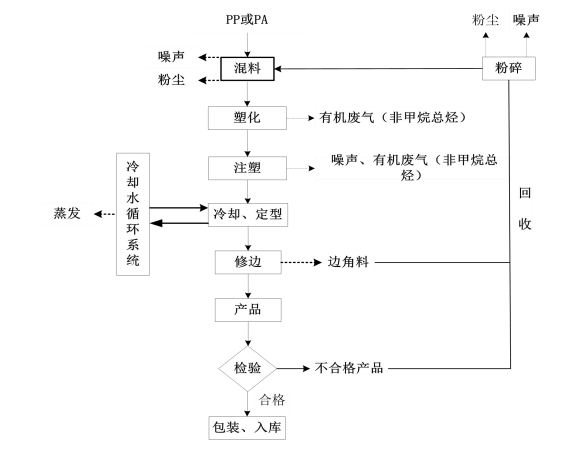 PP或PA
粉尘
噪声
噪声
混料
粉碎
粉尘
塑化
有机废气（非甲烷总烃）
注塑
噪声、有机废气（非甲烷总
烃）
冷却水循环系统
回收
蒸发
冷却、定型
修边
边角料
产品
检验
不合格产品
合格
包装、入库